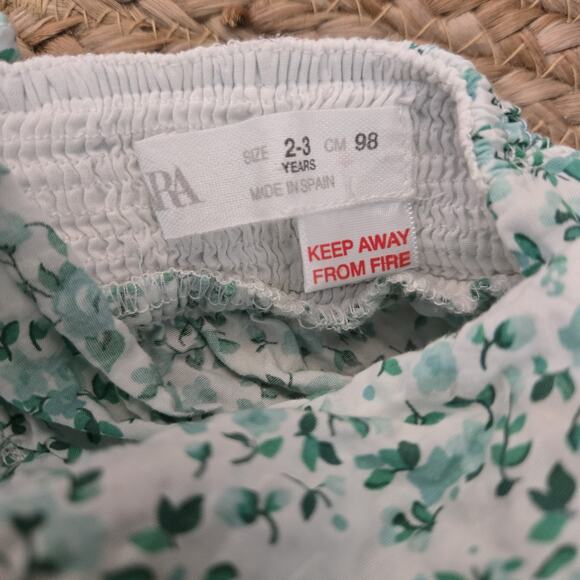 RA
SIZE 2-3 CM 98
YEARS
MADE IN SPAIN
KEEP AWAY
FROM FIRE